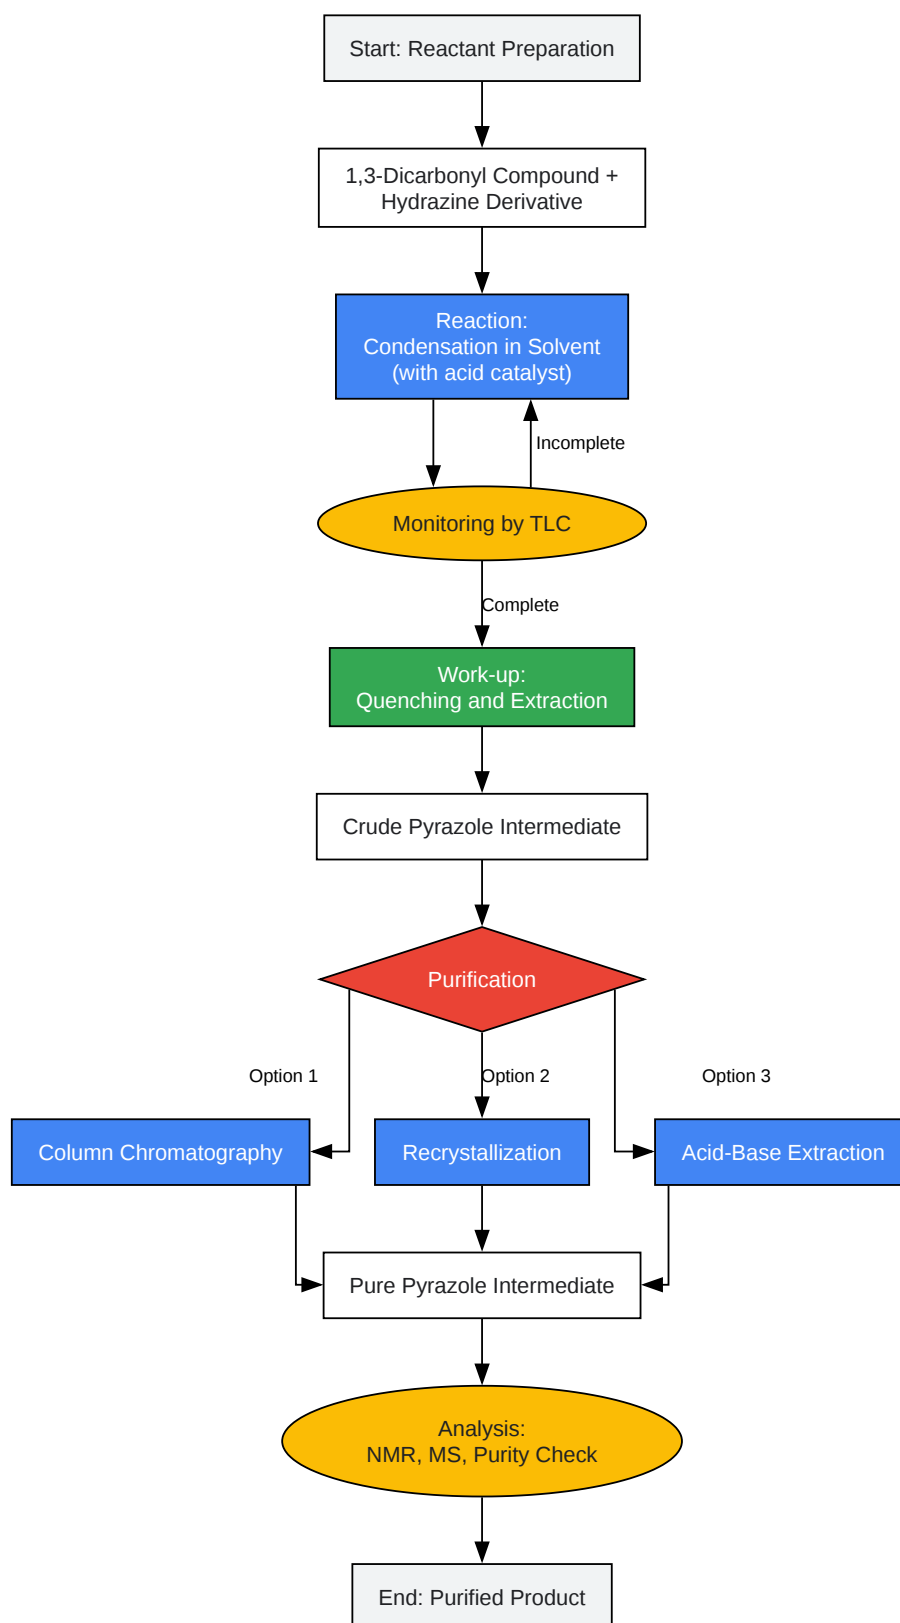 Start: Reactant Preparation
1,3-Dicarbonyl Compound +
Hydrazine Derivative
Reaction:
Condensation in Solvent
(with acid catalyst)
Incomplete
Monitoring by TLC
Complete
Work-up:
Quenching and Extraction
Crude Pyrazole Intermediate
Purification
Option 1
Option 2
Option 3
Column Chromatography
Recrystallization
Acid-Base Extraction
Pure Pyrazole Intermediate
Analysis:
NMR, MS, Purity Check
End: Purified Product